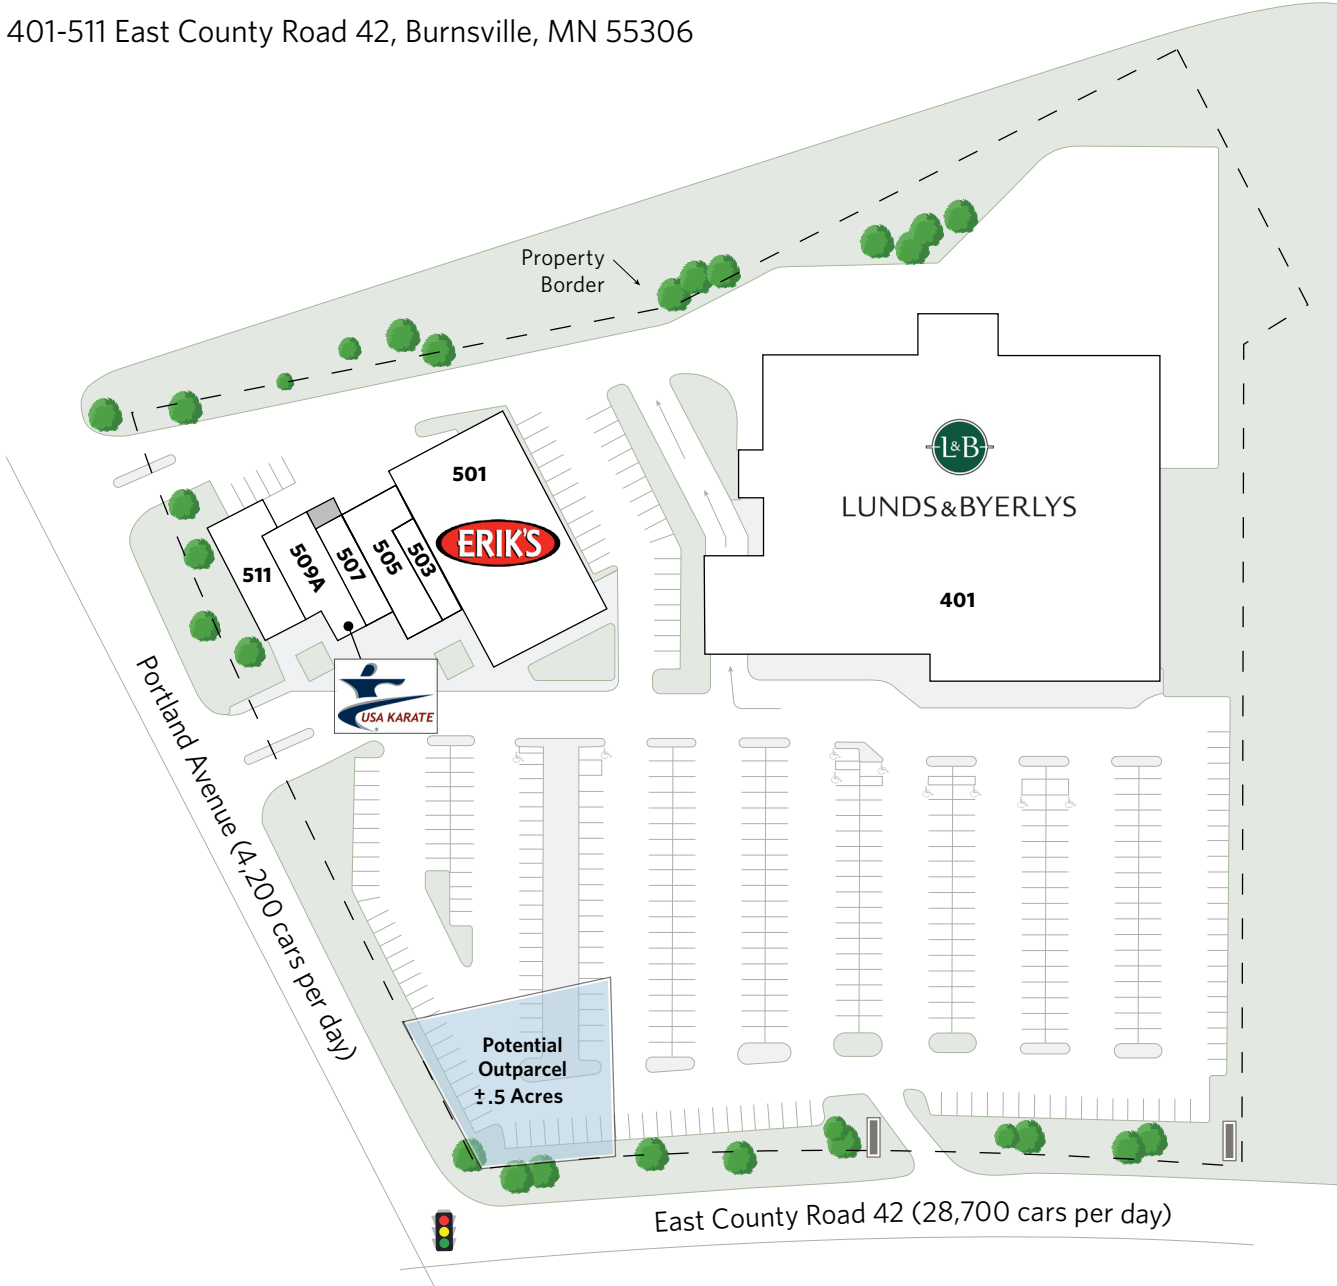 401-511 East County Road 42, Burnsville, MN 55306
Property
Border
501
ERIK'S
503
505
507
509A
511
USA KARATE
L&B
LUNDS&BYERLYS
401
Portland Avenue (4,200 cars per day)
Potential
Outparcel
±.5 Acres
East County Road 42 (28,700 cars per day)